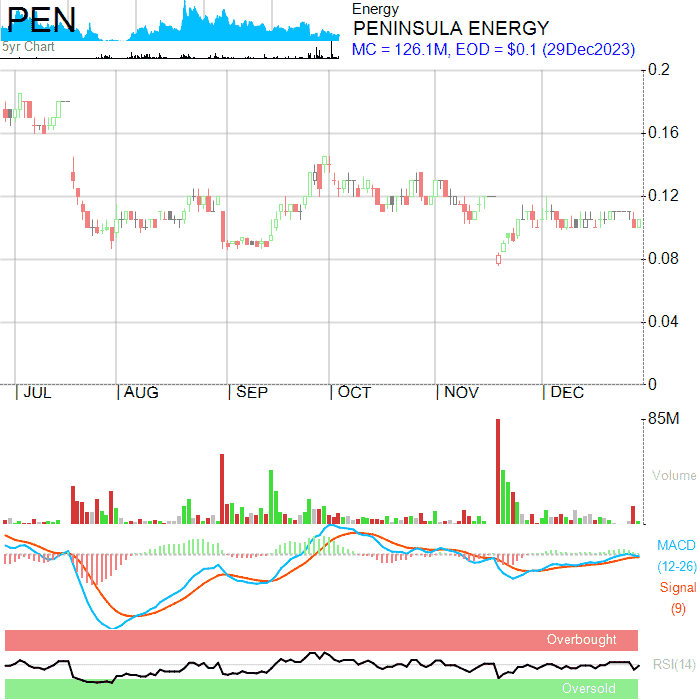 PEN
5yr Chart
Energy
PENINSULA ENERGY
MC = 126.1M, EOD = $0.1 (29Dec2023)
0.2
0.16
0.12
0.08
0.04
0
JUL AUG SEP OCT NOV DEC
85M
Volume
MACD
(12-26)
Signal
(9)
Overbought
RSI(14)
Oversold